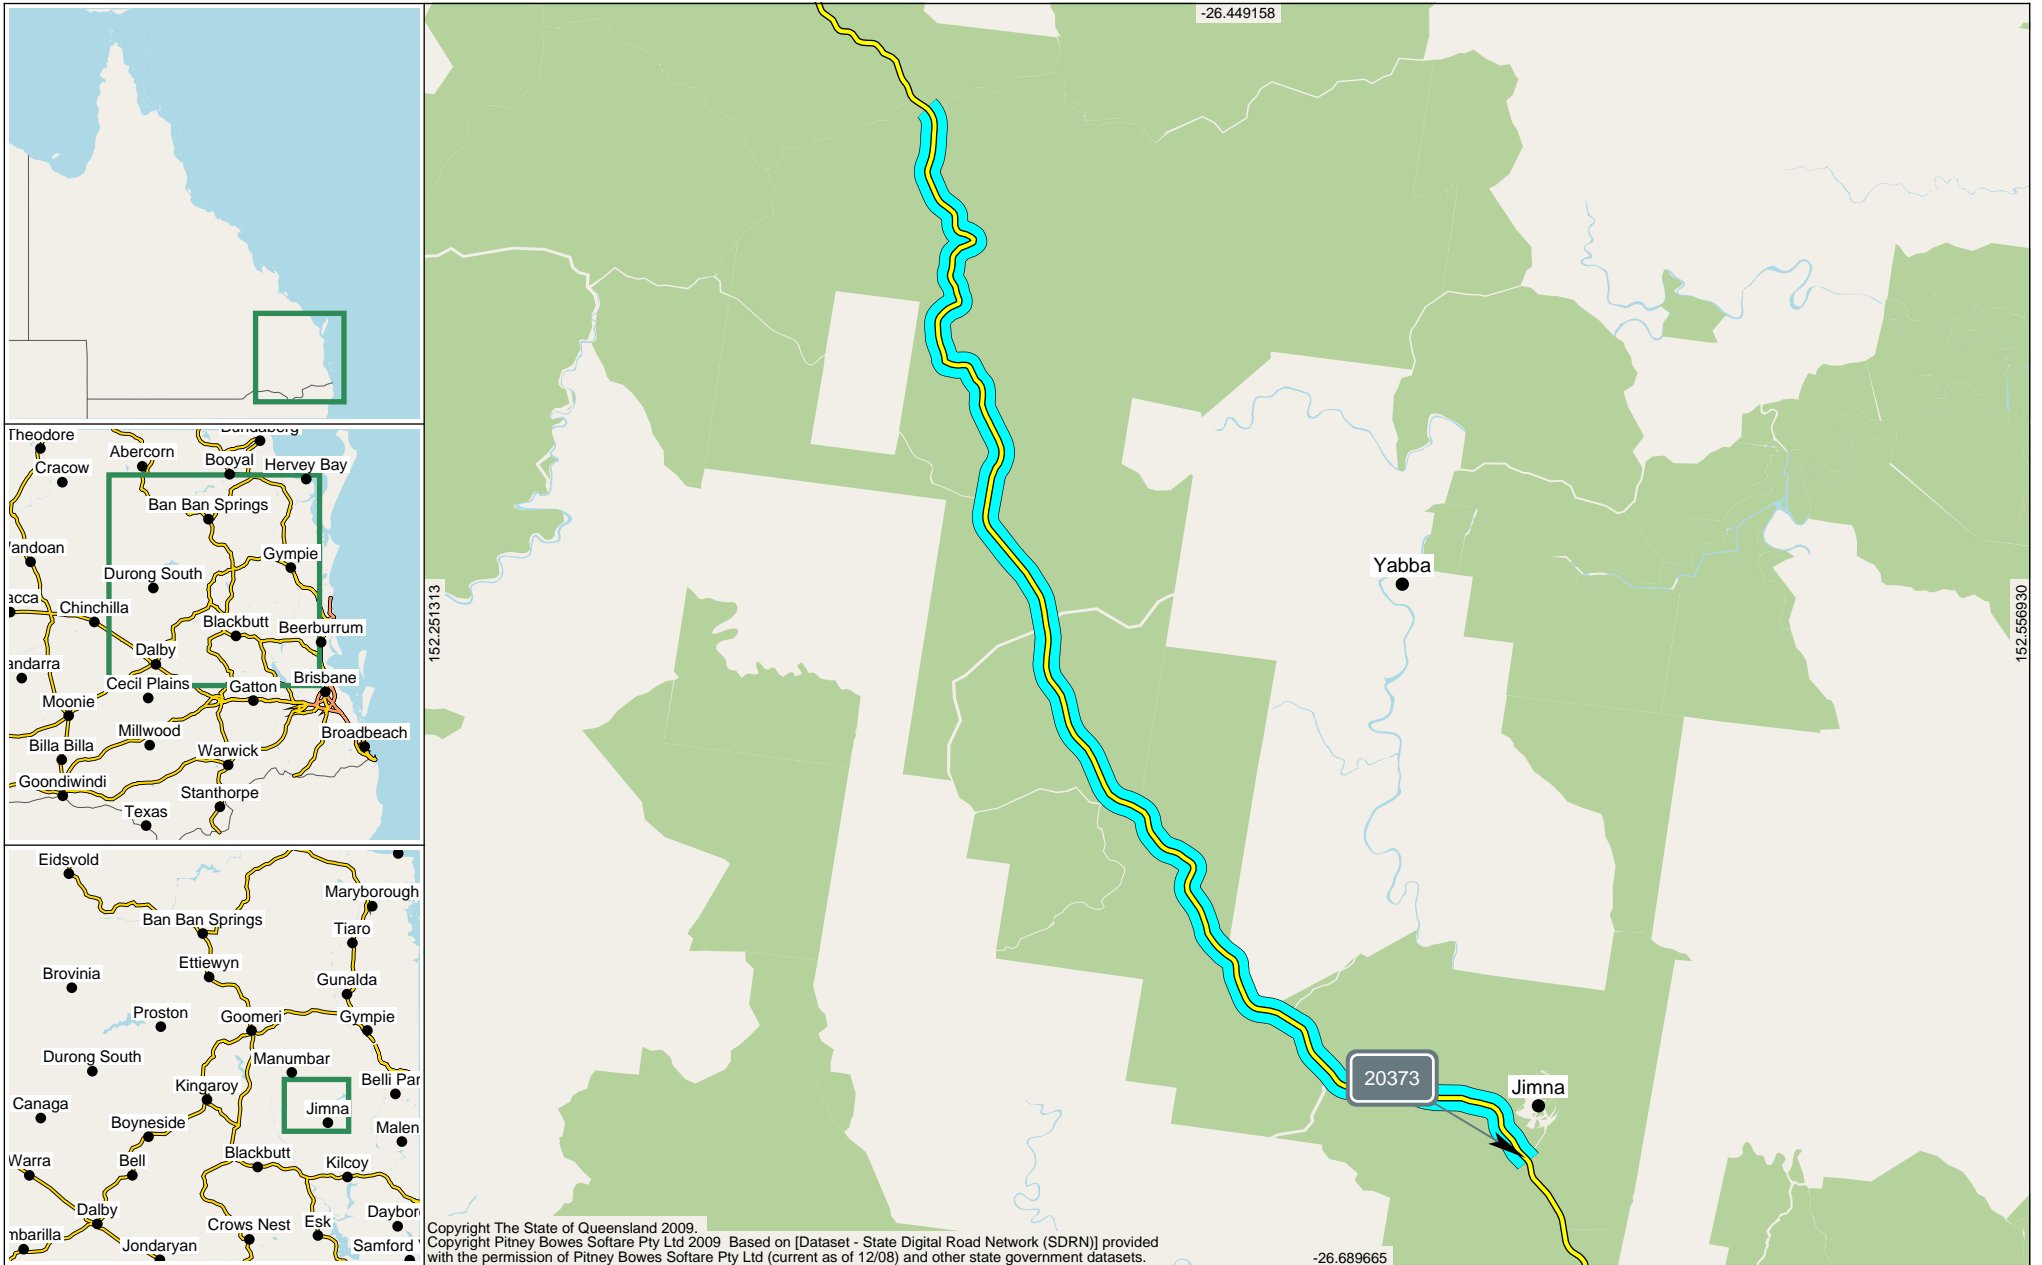 Theodore
Abercorn
Cracow
Booyal
Hervey Bay
Ban Ban Springs
Gympie
Durong South
Chinchilla
Blackbutt
Beerburrum
Dalby
Cecil Plains
Gatton
Brisbane
Moonie
Millwood
Broadbeach
Billa Billa
Warwick
Goondiwindi
Stanthorpe
Texas
Eidsvold
Maryborough
Ban Ban Springs
Tiaro
Ettiewyn
Brovinia
Gunalda
Proston
Goomeri
Gympie
Durong South
Manumbar
Belli Par
Kingaroy
Canaga
Jimna
Boyneside
Malen
Warra
Bell
Blackbutt
Kilcoy
Dalby
Crows Nest
Esk
Daybor
mbarilla
Jondaryan
Samford
-26.449158
152.251313
152.556930
Yabba
20373
Jimna
Copyright The State of Queensland 2009.
Copyright Pitney Bowes Softare Pty Ltd 2009 Based on [Dataset - State Digital Road Network (SDRN)] provided
with the permission of Pitney Bowes Softare Pty Ltd (current as of 12/08) and other state government datasets.
-26.689665